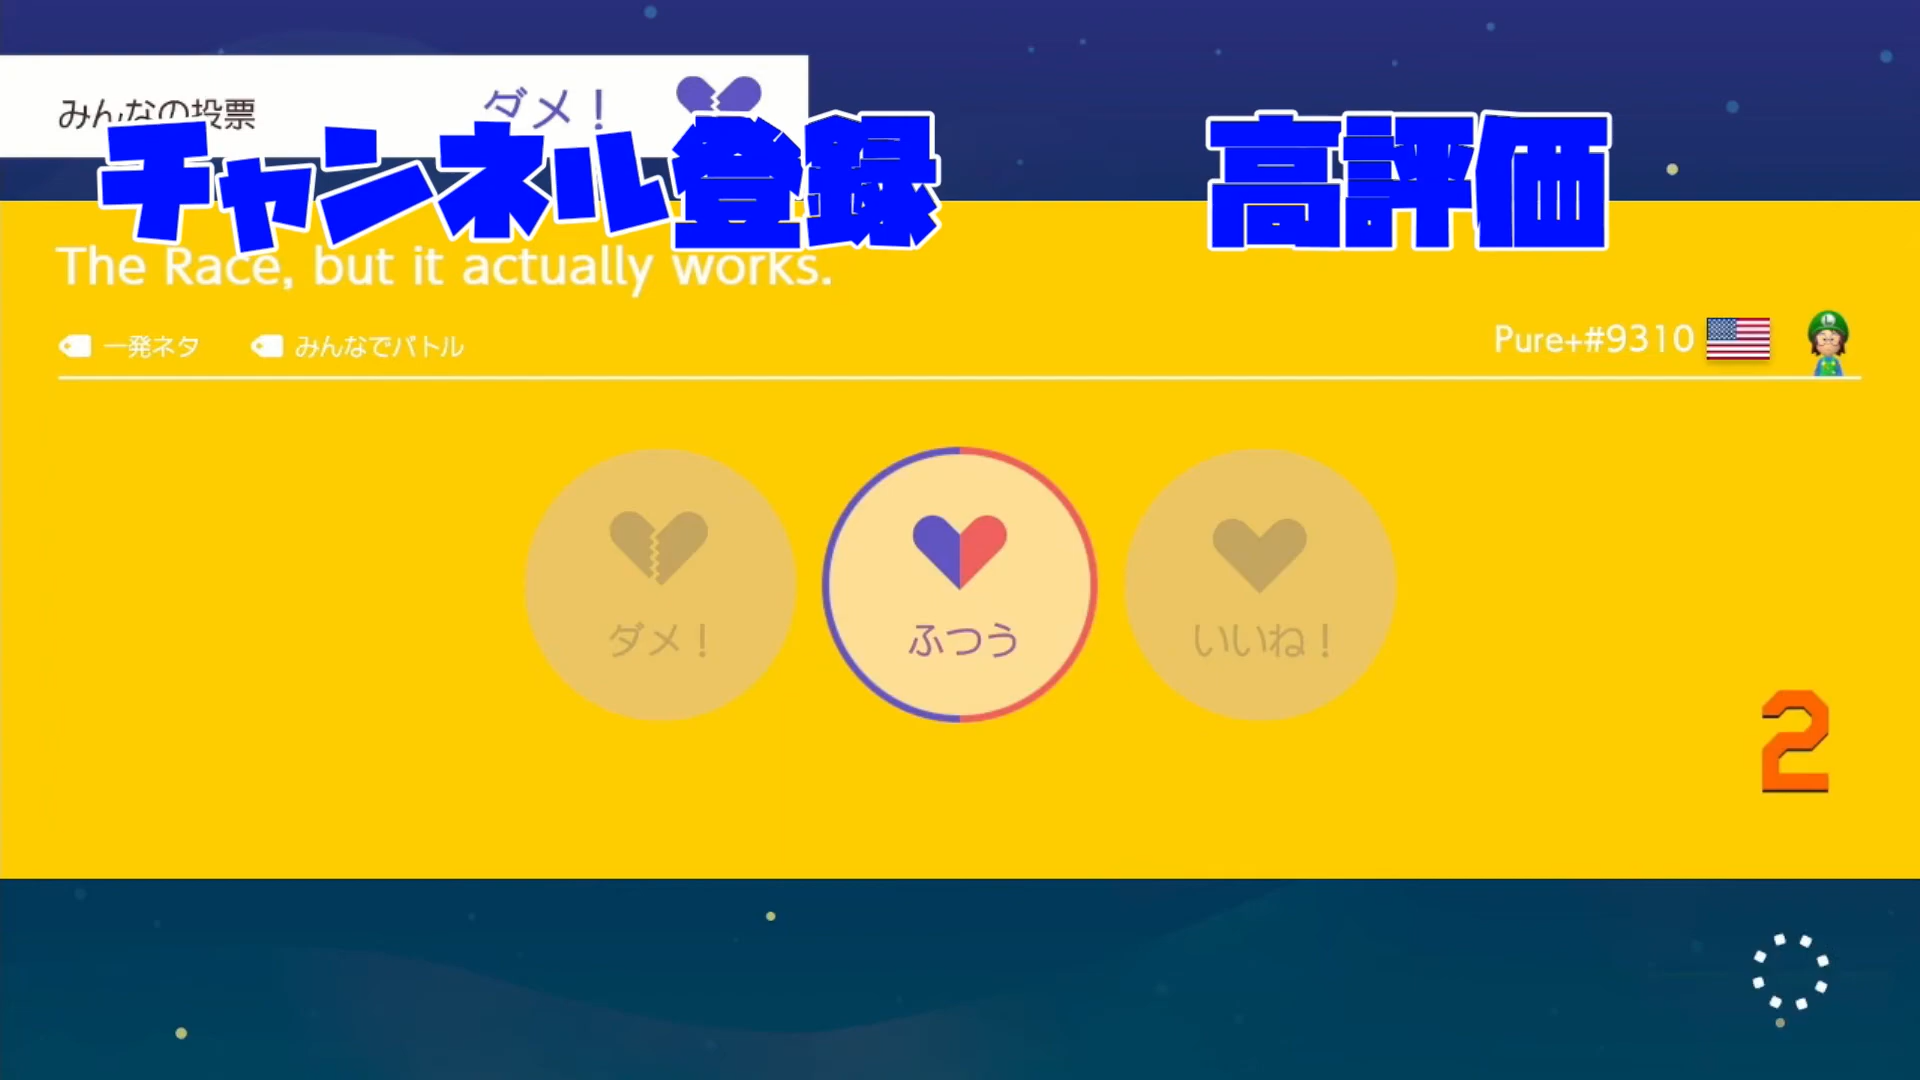 みんなの投票 ダメ！
チャンネル登録 高評価
The Race, but it actually works.
一発ネタ みんなでバトル
Pure+#9310
ダメ！ ふつう いいね！
2